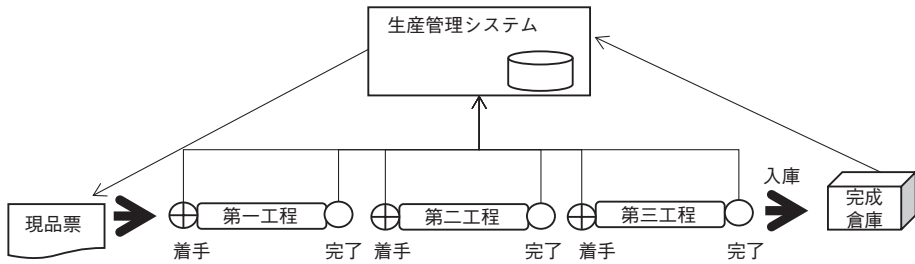 生産管理システム
入庫
現品票
第一工程
第二工程
第三工程
完成
倉庫
着手
完了
着手
完了
着手
完了